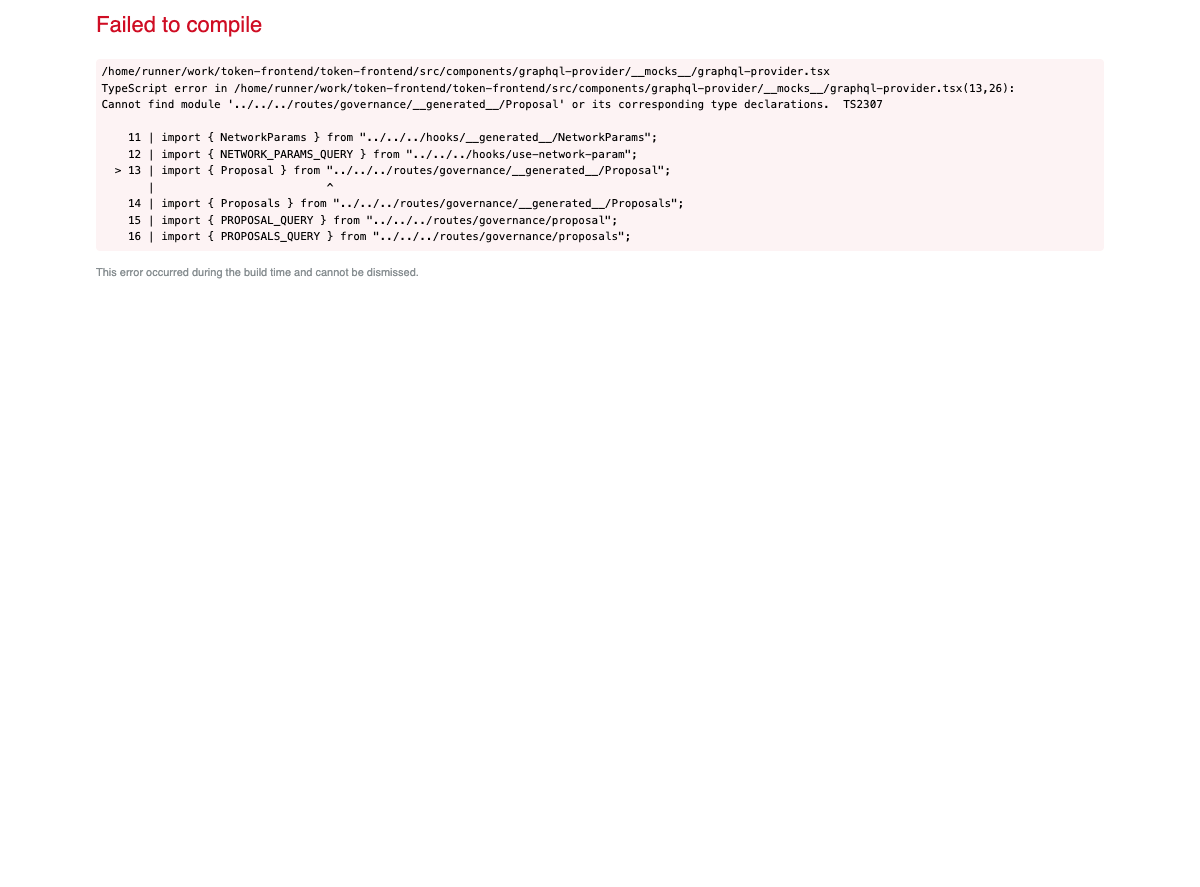 Failed to compile
/home/runner/work/token-frontend/token-frontend/src/components/graphql-provider/__mocks__/graphql-provider.tsx
TypeScript error in /home/runner/work/token-frontend/token-frontend/src/components/graphql-provider/__mocks__/graphql-provider.tsx(13,26):
Cannot find module '../../../routes/governance/__generated__/Proposal' or its corresponding type declarations.  TS2307
    11 | import { NetworkParams } from "../../../hooks/__generated__/NetworkParams";
    12 | import { NETWORK_PARAMS_QUERY } from "../../../hooks/use-network-param";
  > 13 | import { Proposal } from "../../../routes/governance/__generated__/Proposal";
       |                          ^
    14 | import { Proposals } from "../../../routes/governance/__generated__/Proposals";
    15 | import { PROPOSAL_QUERY } from "../../../routes/governance/proposal";
    16 | import { PROPOSALS_QUERY } from "../../../routes/governance/proposals";
This error occurred during the build time and cannot be dismissed.